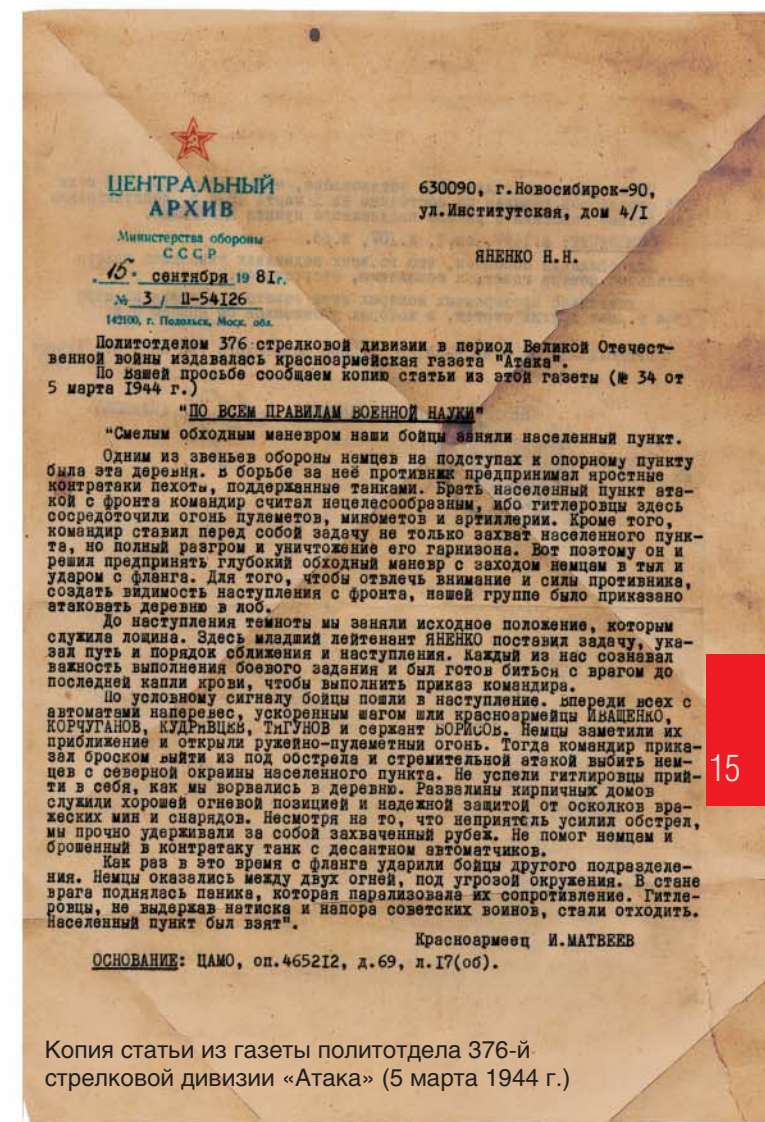 ЦЕНТРАЛЬНЫЙ
АРХИВ
Министерства обороны
СССР
„15" сентября 1981г.
№ 3/ II-54I26
142100, г. Подольск, Моск. обл.
630090, г.Новосибирск-90,
ул.Институтская, дом 4/I
ЯНЕНКО Н.Н.
Политотделом 376 стрелковой дивизии в период Великой Отечест-
венной войны издавалась красноармейская газета "Атака".
По Вашей просьбе сообщаем копию статьи из этой газеты (№ 34 от
5 марта 1944 г.)
"ПО ВСЕМ ПРАВИЛАМ ВОЕННОЙ НАУКИ"
"Смелым обходным маневром наши бойцы заняли населенный пункт.
Одним из звеньев обороны немцев на подступах к опорному пункту
была эта деревня. В борьбе за неё противник предпринимал яростные
контратаки пехоты, поддержанные танками. Брать населенный пункт ата-
кой с фронта командир считал нецелесообразным, ибо гитлеровцы здесь
сосредоточили огонь пулеметов, минометов и артиллерии. Кроме того,
командир ставил перед собой задачу не только захват населенного пунк-
та, но полный разгром и уничтожение его гарнизона. Вот поэтому он и
решил предпринять глубокий обходный маневр с заходом немцам в тыл и
ударом с фланга. Для того, чтобы отвлечь внимание и силы противника,
создать видимость наступления с фронта, нашей группе было приказано
атаковать деревню в лоб.
До наступления темноты мы заняли исходное положение, которым
служила лощина. Здесь младший лейтенант ЯНЕНКО поставил задачу, ука-
зал путь и порядок сближения и наступления. Каждый из нас сознавал
важность выполнения боевого задания и был готов биться с врагом до
последней капли крови, чтобы выполнить приказ командира.
По условному сигналу бойцы пошли в наступление. Впереди всех с
автоматами наперевес, ускоренным шагом шли красноармейцы ИВАЩЕНКО,
КОРЧУГАНОВ, КУДРЯВЦЕВ, ТЯГУНОВ и сержант БОРИСОВ. Немцы заметили их
приближение и открыли ружейно-пулеметный огонь. Тогда командир прика-
зал броском выйти из под обстрела и стремительной атакой выбить нем-
цев с северной окраины населенного пункта. Не успели гитлировцы прий-
ти в себя, как мы ворвались в деревню. Развалины кирпичных домов
служили хорошей огневой позицией и надежной защитой от осколков вра-
жеских мин и снарядов. Несмотря на то, что неприятель усилил обстрел,
мы прочно удерживали за собой захваченный рубеж. Не помог немцам и
брошенный в контратаку танк с десантном автоматчиков.
Как раз в это время с фланга ударили бойцы другого подразделе-
ния. Немцы оказались между двух огней, под угрозой окружения. В стане
врага поднялась паника, которая парализовала их сопротивление. Гитле-
ровцы, не выдержав натиска и напора советских воинов, стали отходить.
Населенный пункт был взят".
Красноармеец И.МАТВЕЕВ
ОСНОВАНИЕ: ЦАМО, оп.465212, д.69, л.I7(об).
15
Копия статьи из газеты политотдела 376-й
стрелковой дивизии «Атака» (5 марта 1944 г.)